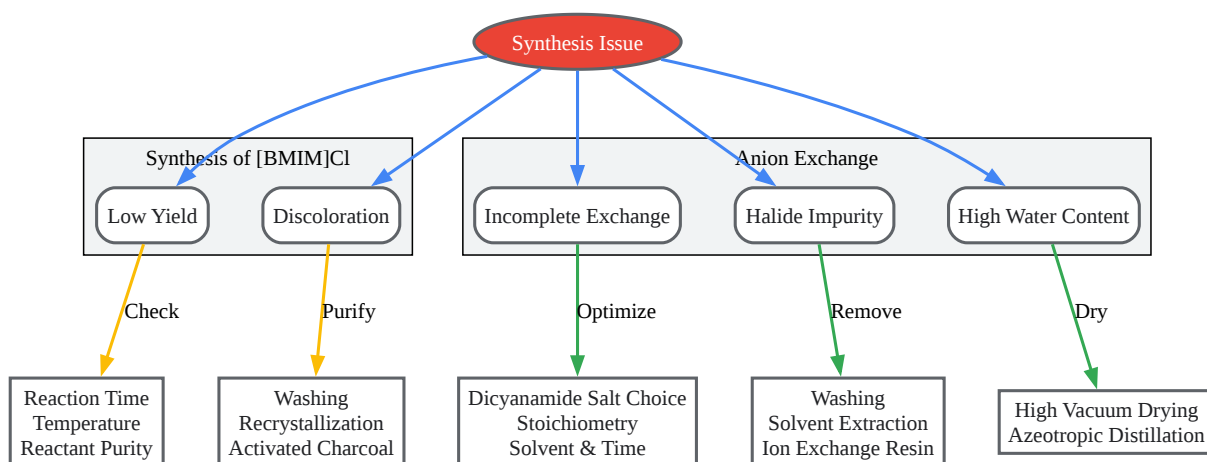 Synthesis Issue
Synthesis of [BMIM]Cl
Anion Exchange
Low Yield
Discoloration
Incomplete Exchange
Halide Impurity
High Water Content
Check
Purify
Optimize
Remove
Dry
Reaction Time
Temperature
Reactant Purity
Washing
Recrystallization
Activated Charcoal
Dicyanamide Salt Choice
Stoichiometry
Solvent & Time
Washing
Solvent Extraction
Ion Exchange Resin
High Vacuum Drying
Azeotropic Distillation